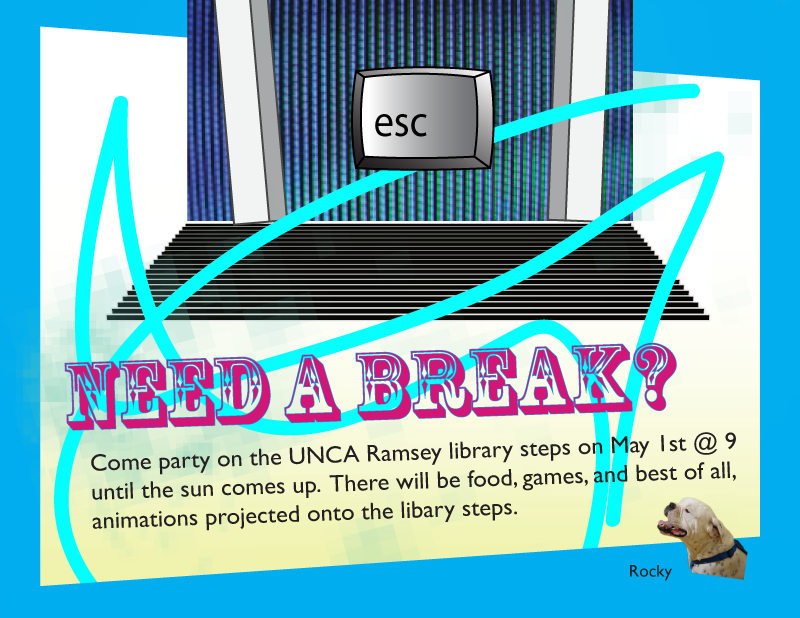 esc
NEED A BREAK?
Come party on the UNCA Ramsey library steps on May 1st @ 9
until the sun comes up. There will be food, games, and best of all,
animations projected onto the libary steps.
Rocky